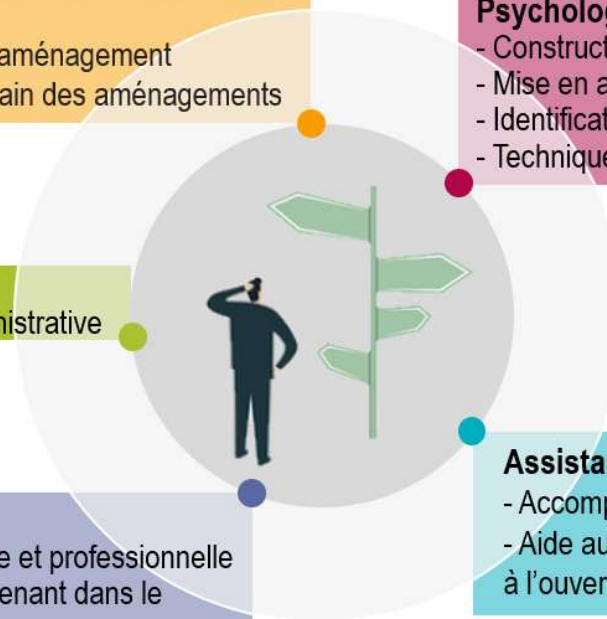 aménagement
ain des aménagements
Psycholog
- Construct
- Mise en a
- Identificat
- Technique
nistrative
Assista
- Accomp
- Aide au
à l'ouver
e et professionnelle
enant dans le